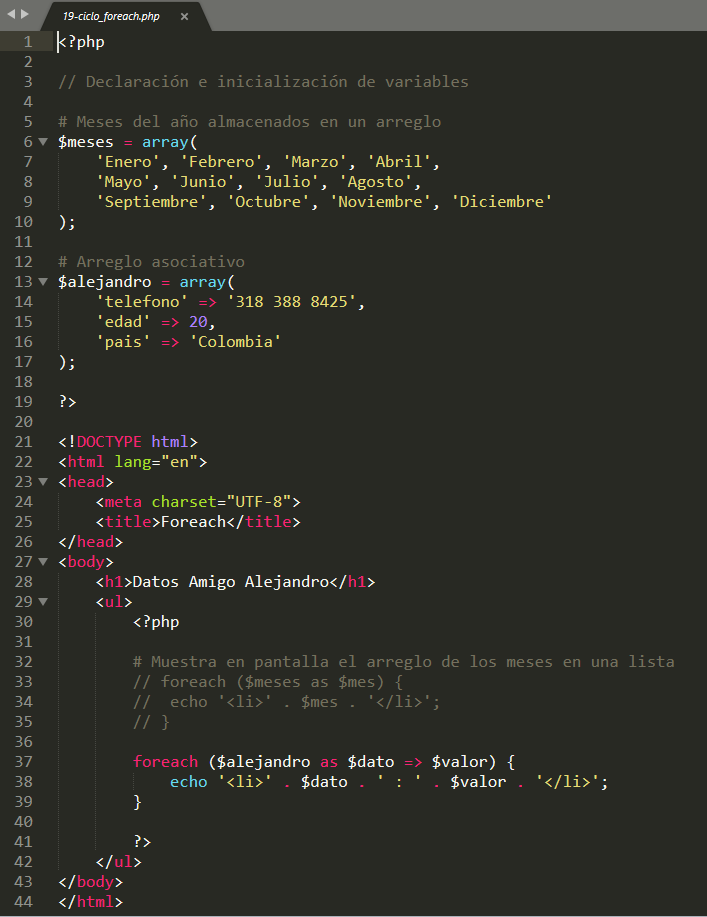 19-ciclo_foreach.php ×
1 <?php
2
3 // Declaración e inicialización de variables
4
5 # Meses del año almacenados en un arreglo
6 $meses = array(
7     'Enero', 'Febrero', 'Marzo', 'Abril',
8     'Mayo', 'Junio', 'Julio', 'Agosto',
9     'Septiembre', 'Octubre', 'Noviembre', 'Diciembre'
10 );
11
12 # Arreglo asociativo
13 $alejandro = array(
14     'telefono' => '318 388 8425',
15     'edad' => 20,
16     'pais' => 'Colombia'
17 );
18
19 ?>
20
21 <!DOCTYPE html>
22 <html lang="en">
23 <head>
24     <meta charset="UTF-8">
25     <title>Foreach</title>
26 </head>
27 <body>
28     <h1>Datos Amigo Alejandro</h1>
29     <ul>
30         <?php
31
32         # Muestra en pantalla el arreglo de los meses en una lista
33         // foreach ($meses as $mes) {
34         //  echo '<li>' . $mes . '</li>';
35         // }
36
37         foreach ($alejandro as $dato => $valor) {
38             echo '<li>' . $dato . ' : ' . $valor . '</li>';
39         }
40
41         ?>
42     </ul>
43 </body>
44 </html>